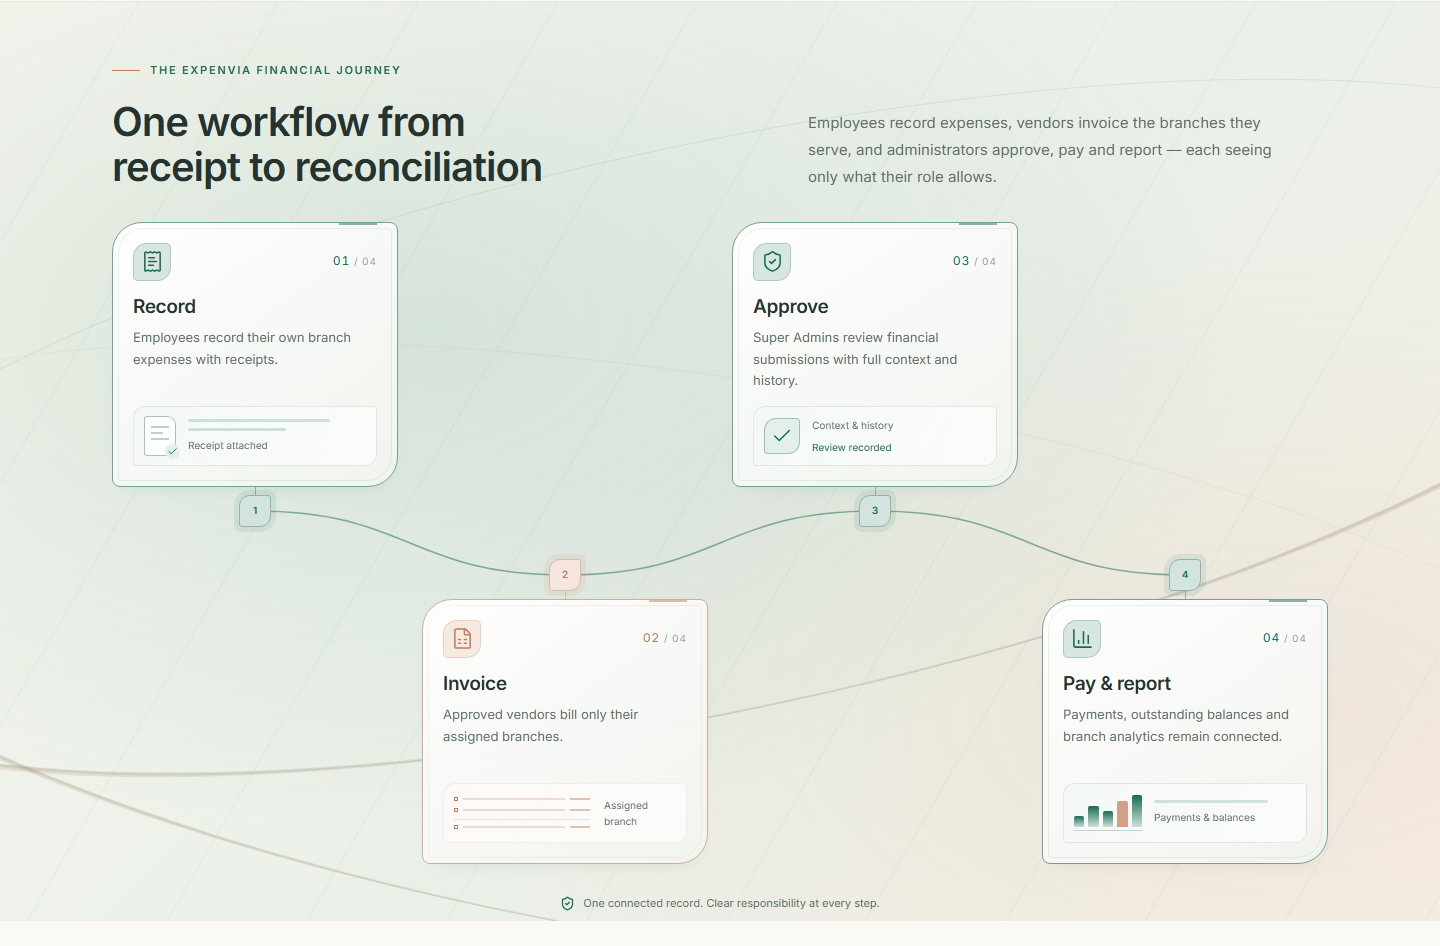 THE EXPENVIA FINANCIAL JOURNEY
One workflow from
receipt to reconciliation
Employees record expenses, vendors invoice the branches they
serve, and administrators approve, pay and report — each seeing
only what their role allows.
01 / 04
Record
Employees record their own branch
expenses with receipts.
Receipt attached
1
02 / 04
Invoice
Approved vendors bill only their
assigned branches.
Assigned
branch
2
03 / 04
Approve
Super Admins review financial
submissions with full context and
history.
Context & history
Review recorded
3
04 / 04
Pay & report
Payments, outstanding balances and
branch analytics remain connected.
Payments & balances
4
One connected record. Clear responsibility at every step.